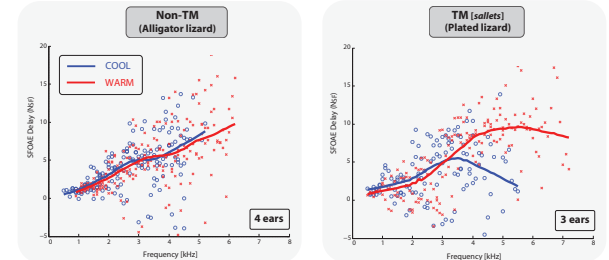 Non-TM
(Alligator lizard)
20
15
10
5
0
−5
SFOAE Delay (NSF)
COOL
WARM
4 ears
0 1 2 3 4 5 6 7 8
Frequency [kHz]
TM [sallets]
(Plated lizard)
20
15
10
5
0
−5
SFOAE Delay (NSF)
3 ears
0 1 2 3 4 5 6 7 8
Frequency [kHz]